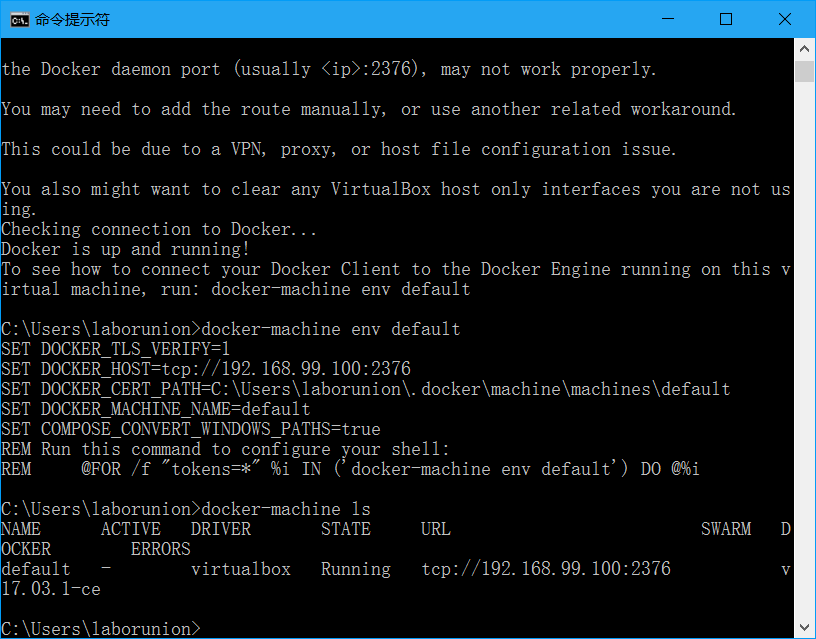 命令提示符
the Docker daemon port (usually <ip>:2376), may not work properly.
You may need to add the route manually, or use another related workaround.
This could be due to a VPN, proxy, or host file configuration issue.
You also might want to clear any VirtualBox host only interfaces you are not us
ing.
Checking connection to Docker...
Docker is up and running!
To see how to connect your Docker Client to the Docker Engine running on this v
irtual machine, run: docker-machine env default
C:\Users\laborunion>docker-machine env default
SET DOCKER_TLS_VERIFY=1
SET DOCKER_HOST=tcp://192.168.99.100:2376
SET DOCKER_CERT_PATH=C:\Users\laborunion\.docker\machine\machines\default
SET DOCKER_MACHINE_NAME=default
SET COMPOSE_CONVERT_WINDOWS_PATHS=true
REM Run this command to configure your shell:
REM     @FOR /f "tokens=*" %i IN ('docker-machine env default') DO @%i
C:\Users\laborunion>docker-machine ls
NAME      ACTIVE   DRIVER       STATE     URL                         SWARM   D
OCKER        ERRORS
default   -        virtualbox   Running   tcp://192.168.99.100:2376           v
17.03.1-ce
C:\Users\laborunion>